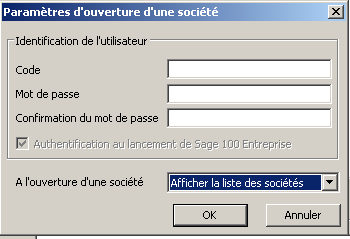 Paramètres d'ouverture d'une société
Identification de l'utilisateur
Code
Mot de passe
Confirmation du mot de passe
Authentification au lancement de Sage 100 Entreprise
A l'ouverture d'une société
Afficher la liste des sociétés
OK
Annuler